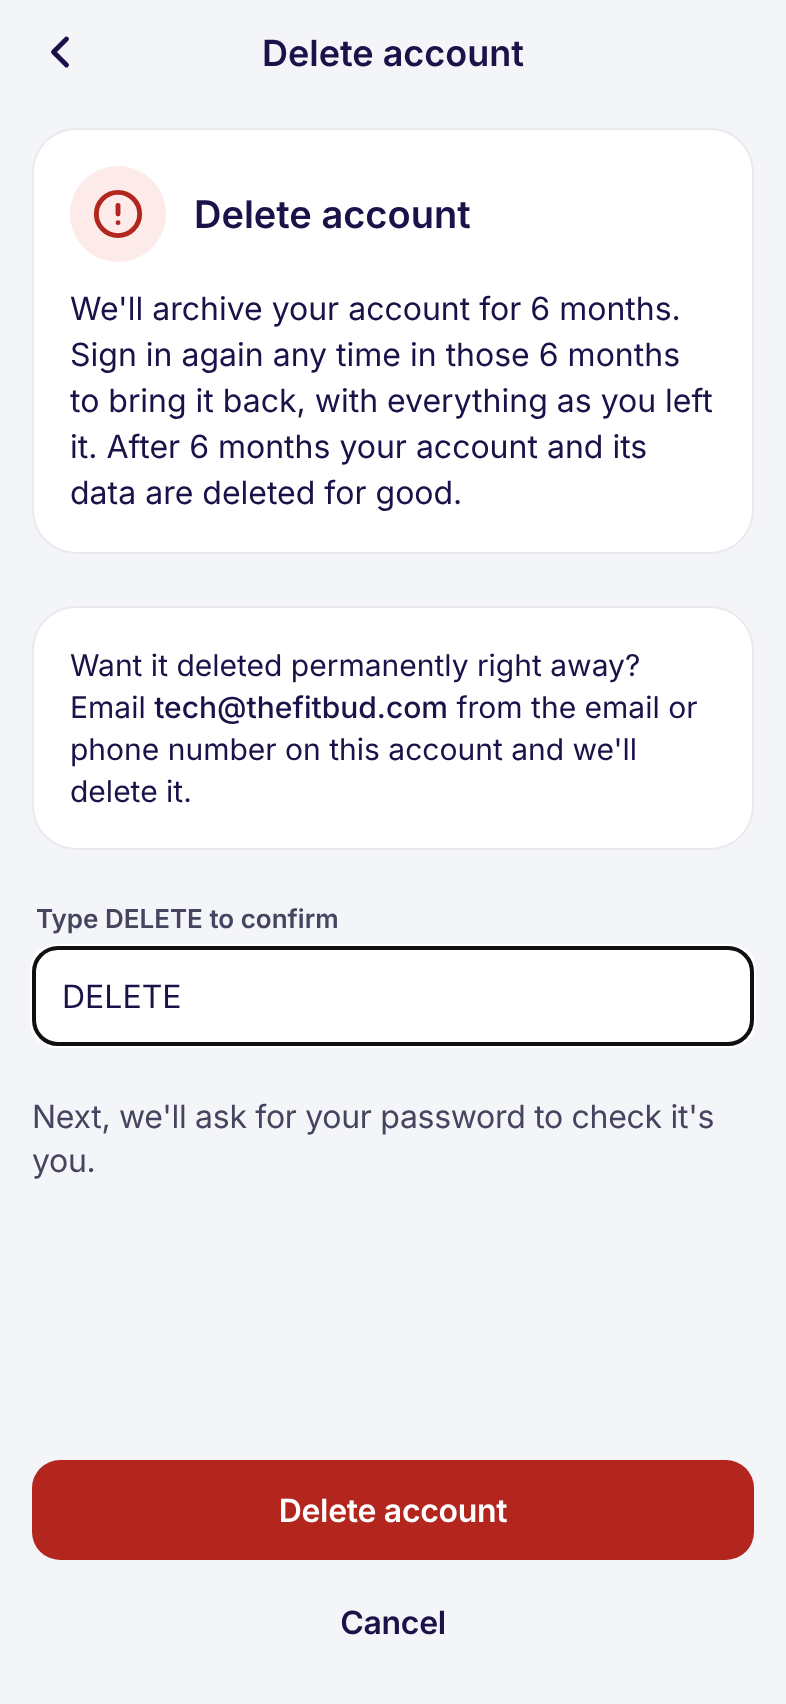 Delete account
Delete account
We'll archive your account for 6 months.
Sign in again any time in those 6 months
to bring it back, with everything as you left
it. After 6 months your account and its
data are deleted for good.
Want it deleted permanently right away?
Email tech@thefitbud.com from the email or
phone number on this account and we'll
delete it.
Type DELETE to confirm
DELETE
Next, we'll ask for your password to check it's
you.
Delete account
Cancel